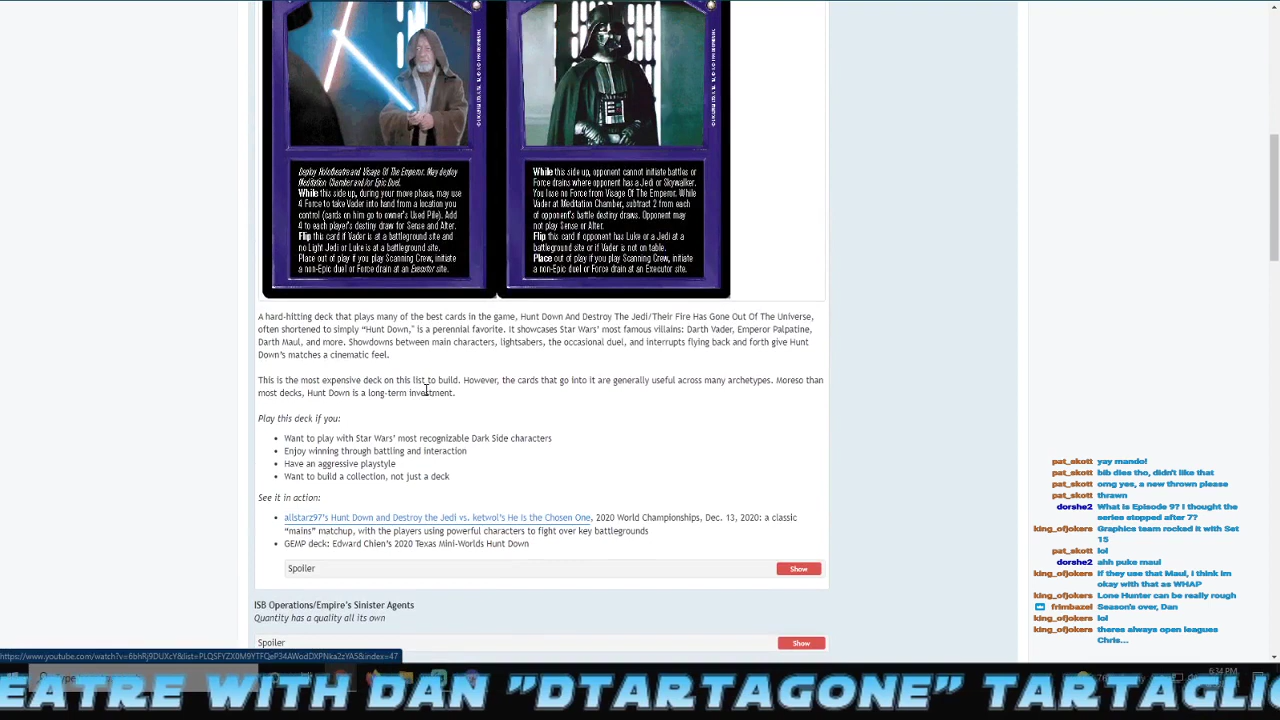 Deploy Holotheatre and Visage Of The Emperor. May deploy
Meditation Chamber and/or Epic Duel.
While this side up, during your move phase, may use
4 Force to take Vader into hand from a location you
control (cards on him go to owner's Used Pile). Add
4 to each player's destiny draw for Sense and Alter.
Flip this card if Vader is at a battleground site and
no Light Jedi or Luke is at a battleground site.
Place out of play if you play Scanning Crew, initiate
a non-Epic duel or Force drain at an Executor site.
While this side up, opponent cannot initiate battles or
Force drains where opponent has a Jedi or Skywalker.
You lose no Force from Visage Of The Emperor. While
Vader at Meditation Chamber, subtract 2 from each
of opponent's battle destiny draws. Opponent may
not play Sense or Alter.
Flip this card if opponent has Luke or a Jedi at a
battleground site or if Vader is not on table.
Place out of play if you play Scanning Crew, initiate
a non-Epic duel or Force drain at an Executor site.
A hard-hitting deck that plays many of the best cards in the game, Hunt Down And Destroy The Jedi/Their Fire Has Gone Out Of The Universe,
often shortened to simply "Hunt Down," is a perennial favorite. It showcases Star Wars' most famous villains: Darth Vader, Emperor Palpatine,
Darth Maul, and more. Showdowns between main characters, lightsabers, the occasional duel, and interrupts flying back and forth give Hunt
Down's matches a cinematic feel.
This is the most expensive deck on this list to build. However, the cards that go into it are generally useful across many archetypes. Moreso than
most decks, Hunt Down is a long-term investment.
Play this deck if you:
Want to play with Star Wars' most recognizable Dark Side characters
Enjoy winning through battling and interaction
Have an aggressive playstyle
Want to build a collection, not just a deck
See it in action:
allstarz97's Hunt Down and Destroy the Jedi vs. ketwol's He Is the Chosen One, 2020 World Championships, Dec. 13, 2020: a classic
"mains" matchup, with the players using powerful characters to fight over key battlegrounds
GEMP deck: Edward Chien's 2020 Texas Mini-Worlds Hunt Down
Spoiler Show
ISB Operations/Empire's Sinister Agents
Quantity has a quality all its own
Spoiler Show
pat_skott yay mando!
pat_skott bib dies tho, didn't like that
pat_skott omg yes, a new thrown please
pat_skott thrawn
dorshe2 What is Episode 9? I thought the
series stopped after 7?
king_ofjokers Graphics team rocked it with Set
15
pat_skott lol
dorshe2 ahh puke maul
king_ofjokers If they use that Maul, I think im
okay with that as WHAP
king_ofjokers Lone Hunter can be really rough
frimbazel Season's over, Dan
king_ofjokers lol
king_ofjokers theres always open leagues
Chris...
6:34 PM
EATRE WITH DAN "DTARTAGONE" TARTAGLIO